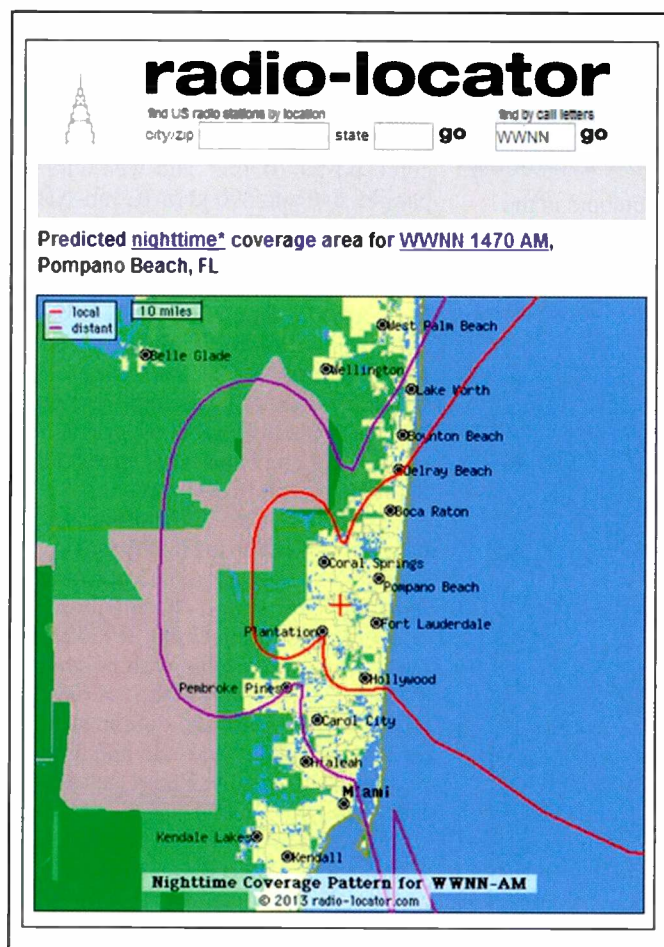 radio-locator
find US radio stations by location
find by call letters
city/zip state go WWNN go
Predicted nighttime* coverage area for WWNN 1470 AM,
Pompano Beach, FL
local
distant
10 miles
West Palm Beach
Belle Glade
Wellington
Lake Worth
Boynton Beach
Delray Beach
Boca Raton
Coral Springs
Pompano Beach
Fort Lauderdale
Plantation
Hollywood
Pembroke Pines
Carol City
Hialeah
Miami
Kendale Lakes
Kendall
Nighttime Coverage Pattern for WWNN-AM
© 2013 radio-locator.com